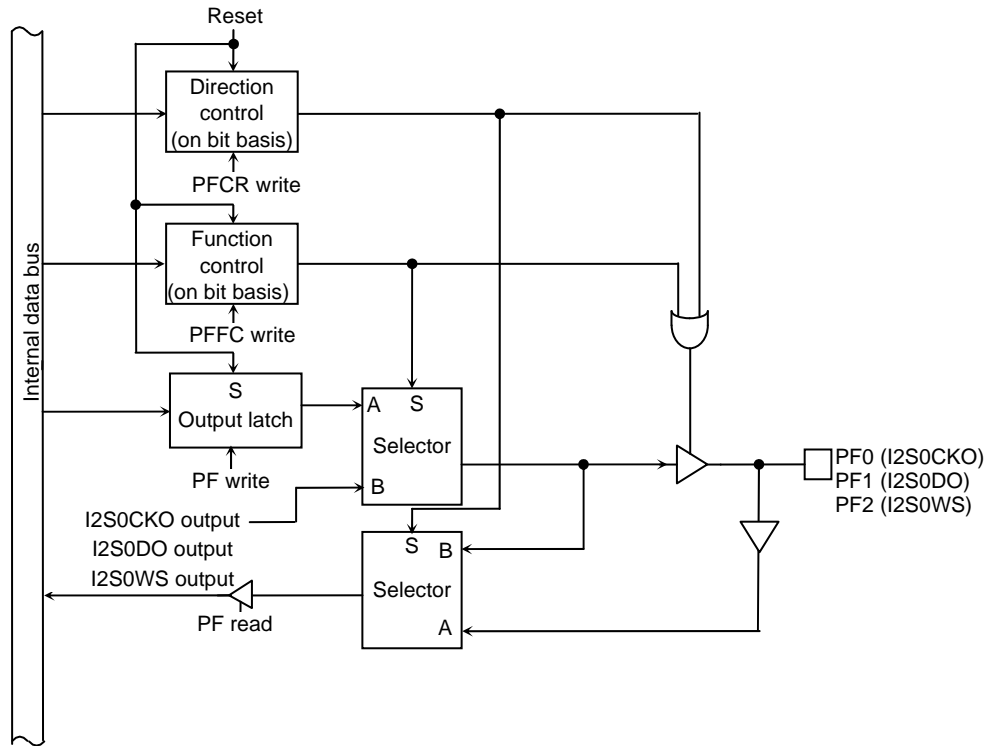 Reset
Direction
control
(on bit basis)
PFCR write
Function
control
(on bit basis)
PFFC write
Internal data bus
S
Output latch
PF write
A
S
Selector
B
I2S0CKO output
I2S0DO output
I2S0WS output
PF read
S
B
Selector
A
PF0 (I2S0CKO)
PF1 (I2S0DO)
PF2 (I2S0WS)